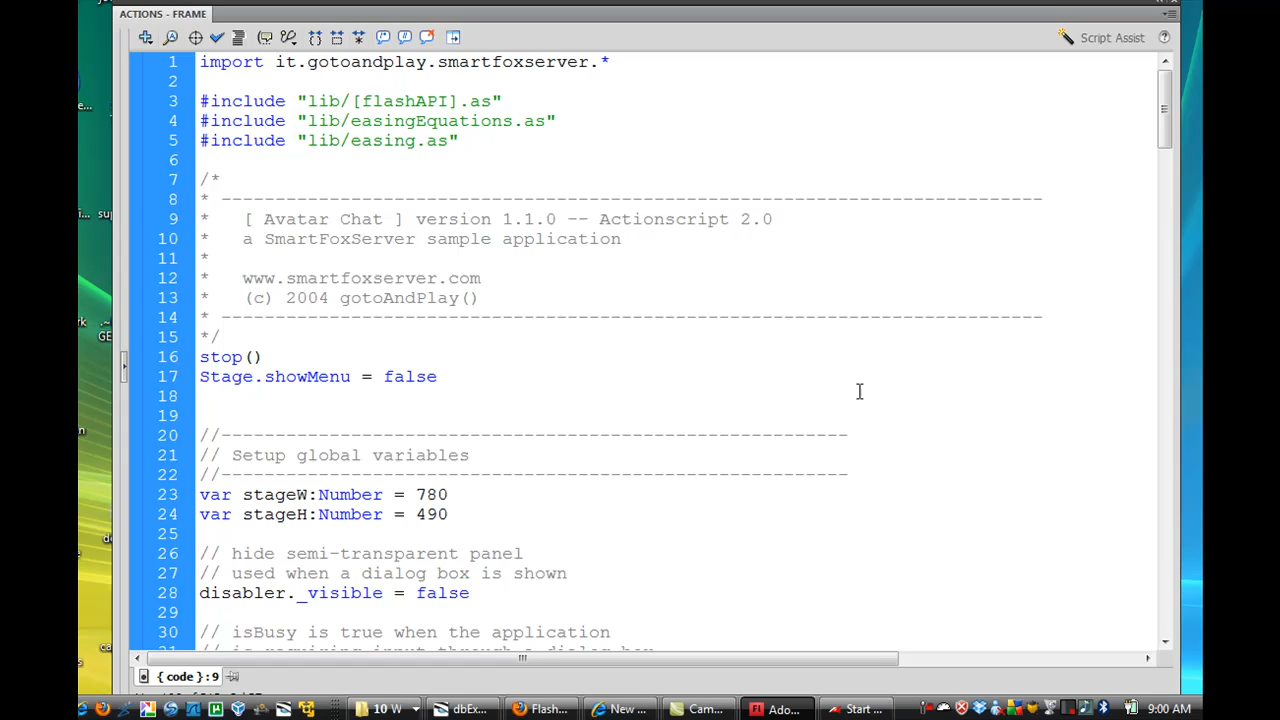 ACTIONS - FRAME
Script Assist
1 import it.gotoandplay.smartfoxserver.*
2
3 #include "lib/[flashAPI].as"
4 #include "lib/easingEquations.as"
5 #include "lib/easing.as"
6
7 /*
8 * --------------------------------------------------------------------------
9 * [ Avatar Chat ] version 1.1.0 -- Actionscript 2.0
10 * a SmartFoxServer sample application
11 *
12 * www.smartfoxserver.com
13 * (c) 2004 gotoAndPlay()
14 * --------------------------------------------------------------------------
15 */
16 stop()
17 Stage.showMenu = false
18
19
20 //----------------------------------------------------------
21 // Setup global variables
22 //----------------------------------------------------------
23 var stageW:Number = 780
24 var stageH:Number = 490
25
26 // hide semi-transparent panel
27 // used when a dialog box is shown
28 disabler._visible = false
29
30 // isBusy is true when the application
{ code } : 9
10 W
dbEx...
Flash...
New ...
Cam...
Ado...
Start ...
9:00 AM